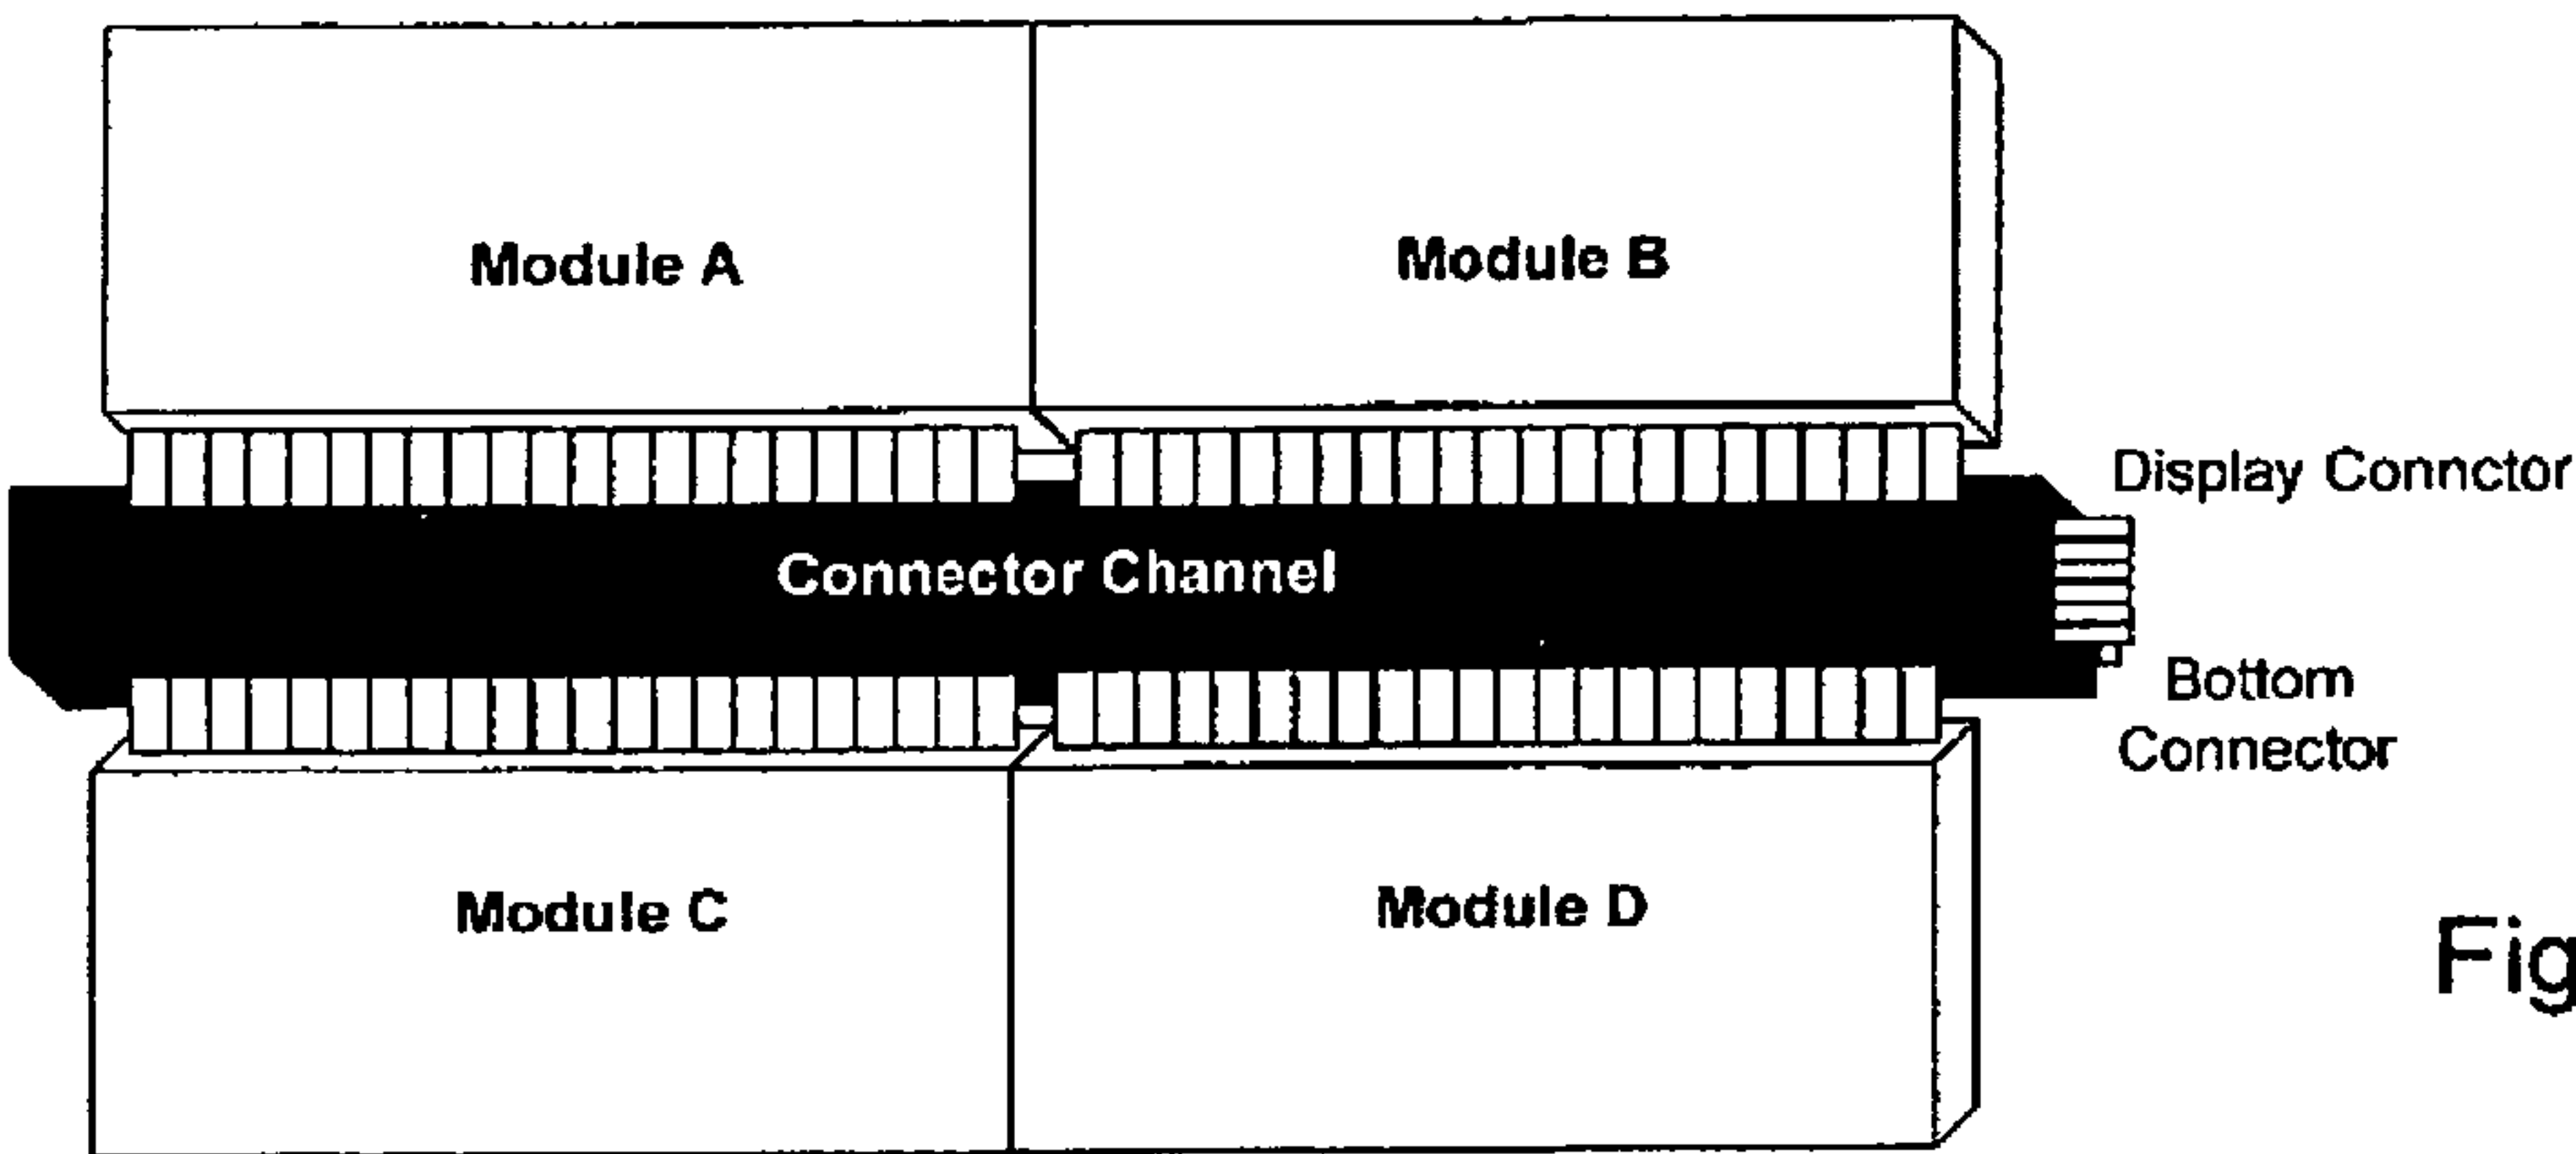 Module A
Module B
Display Connctor
Connector Channel
Bottom
Connector
Module C
Module D
Fig